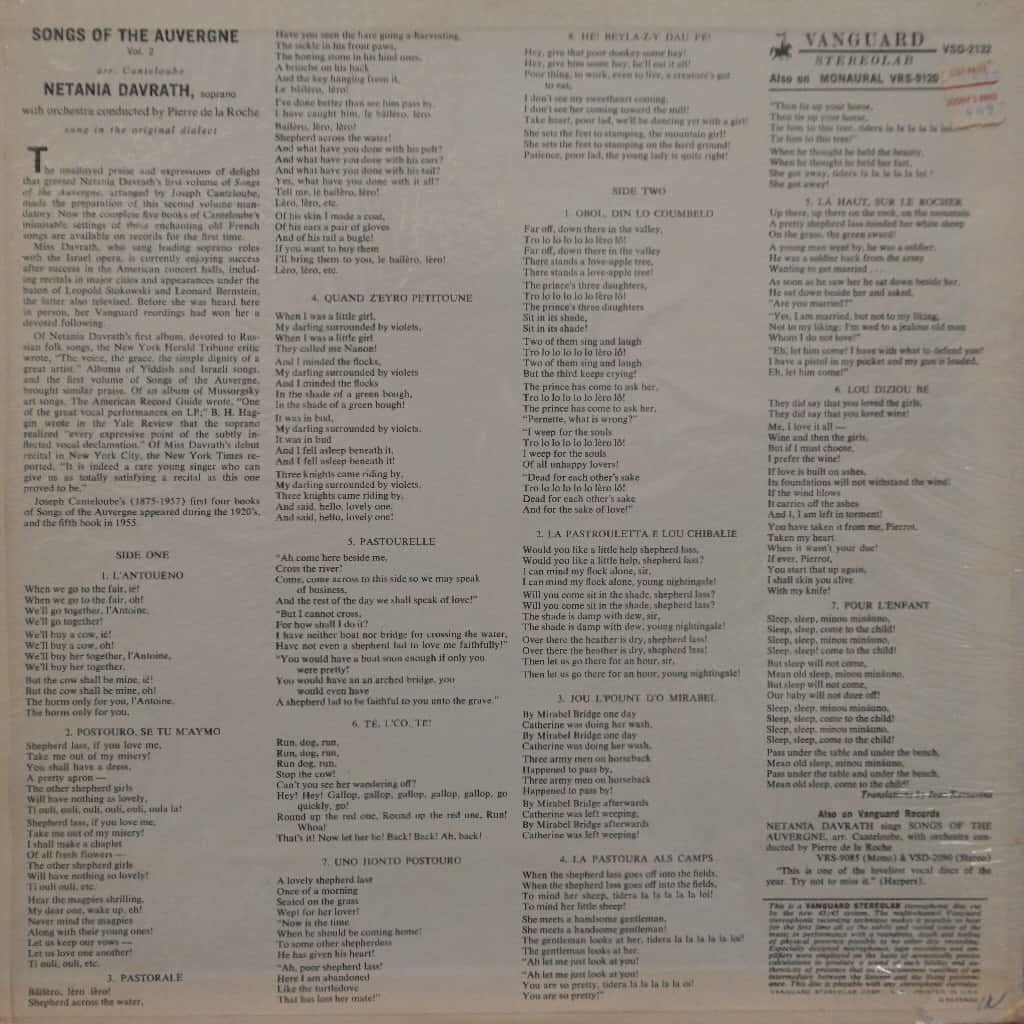 SONGS OF THE AUVERGNE
Vol. 2
arr. Canteloube
NETANIA DAVRATH, soprano
with orchestra conducted by Pierre de la Roche
song in the original dialect
The unalloyed praise and expressions of delight
that greeted Netania Davrath's first volume of Songs
of the Auvergne, arranged by Joseph Canteloube,
made the preparation of this second volume man-
datory. Now the complete five books of Canteloube's
inimitable settings of these enchanting old French
songs are available on records for the first time.
Miss Davrath, who sang leading soprano roles
with the Israel opera, is currently enjoying success
after success in the American concert halls, includ-
ing recitals in major cities and appearances under the
baton of Leopold Stokowski and Leonard Bernstein,
the latter also televised. Before she was heard here
in person, her Vanguard recordings had won her a
devoted following.
Of Netania Davrath's first album, devoted to Rus-
sian folk songs, the New York Herald Tribune critic
wrote, "The voice, the grace, the simple dignity of a
great artist." Albums of Yiddish and Israeli songs,
and the first volume of Songs of the Auvergne,
brought similar praise. Of an album of Mussorgsky
art songs, The American Record Guide wrote, "One
of the great vocal performances on LP;" B. H. Hag-
gin wrote in the Yale Review that the soprano
realized "every expressive point of the subtly in-
flected vocal declamation." Of Miss Davrath's debut
recital in New York City, the New York Times re-
ported, "It is indeed a rare young singer who can
give us as totally satisfying a recital as this one
proved to be."
Joseph Canteloube's (1875-1957) first four books
of Songs of the Auvergne appeared during the 1920's,
and the fifth book in 1955.
SIDE ONE
1. L'ANTOUENO
When we go to the fair, ié!
When we go to the fair, oh!
We'll go together, l'Antoine,
We'll go together!
We'll buy a cow, ié!
We'll buy a cow, oh!
We'll buy her together, l'Antoine,
We'll buy her together.
But the cow shall be mine, ié!
But the cow shall be mine, oh!
The horns only for you, l'Antoine,
The horns only for you.
2. POSTOURO, SE TU M'AYMO
Shepherd lass, if you love me,
Take me out of my misery!
You shall have a dress,
A pretty apron —
The other shepherd girls
Will have nothing as lovely,
Ti ouli, ouli, ouli, ouli, oula la!
Shepherd lass, if you love me,
Take me out of my misery!
I shall make a chaplet
Of all fresh flowers —
The other shepherd girls
Will have nothing so lovely!
Ti ouli ouli, etc.
Hear the magpies shrilling,
My dear one, wake up, eh!
Never mind the magpies
Along with their young ones!
Let us keep our vows —
Let us love one another!
Ti ouli, ouli, etc.
3. PASTORALE
Băïlèro, lèro lèro!
Shepherd across the water,
Have you seen the hare going a-harvesting,
The sickle in his front paws,
The honing stone in his hind ones,
A brioche on his back
And the key hanging from it,
Le băïlèro, lèro!
I've done better than see him pass by,
I have caught him, le băïlèro, lèro.
Băïlèro, lèro, lèro!
Shepherd across the water!
And what have you done with his pelt?
And what have you done with his ears?
And what have you done with his tail?
Yes, what have you done with it all?
Tell me, le băïlèro, lèro!
Lèro, lèro, etc.
Of his skin I made a coat,
Of his ears a pair of gloves
And of his tail a bugle!
If you want to buy them
I'll bring them to you, le băïlèro, lèro!
Lèro, lèro, etc.
4. QUAND Z'EYRO PETITOUNE
When I was a little girl,
My darling surrounded by violets,
When I was a little girl
They called me Nanon!
And I minded the flocks,
My darling surrounded by violets
And I minded the flocks
In the shade of a green bough,
In the shade of a green bough!
It was in bud,
My darling surrounded by violets.
It was in bud
And I fell asleep beneath it,
And I fell asleep beneath it!
Three knights came riding by,
My darling surrounded by violets,
Three knights came riding by,
And said, hello, lovely one,
And said, hello, lovely one!
5. PASTOURELLE
"Ah come here beside me,
Cross the river!
Come, come across to this side so we may speak
of business,
And the rest of the day we shall speak of love!"
"But I cannot cross,
For how shall I do it?
I have neither boat nor bridge for crossing the water,
Have not even a shepherd lad to love me faithfully!"
"You would have a boat soon enough if only you
were pretty!
You would have an an arched bridge, you
would even have
A shepherd lad to be faithful to you unto the grave."
6. TÉ, L'CO, TE!
Run, dog, run,
Run, dog, run,
Run dog, run,
Stop the cow!
Can't you see her wandering off?
Hey! Hey! Gallop, gallop, gallop, gallop, gallop, go
quickly, go!
Round up the red one, Round up the red one, Run!
Whoa!
That's it! Now let her be! Back! Back! Ah, back!
7. UNO JIONTO POSTOURO
A lovely shepherd lass
Once of a morning
Seated on the grass
Wept for her lover!
"Now is the time
When he should be coming home!
To some other shepherdess
He has given his heart!
"Ah, poor shepherd lass!
Here I am abandoned
Like the turtledove
That has lost her mate!"
8. HE! BEYLA-Z-Y DAU FÈ!
Hey, give that poor donkey some hay!
Hey, give him some hay, he'll eat it all!
Poor thing, to work, even to live, a creature's got
to eat,
I don't see my sweetheart coming,
I don't see her coming toward the mill!
Take heart, poor lad, we'll be dancing yet with a girl!
She sets the feet to stamping, the mountain girl!
She sets the feet to stamping on the hard ground!
Patience, poor lad, the young lady is quite right!
SIDE TWO
1. OBOI, DIN LO COUMBELO
Far off, down there in the valley,
Tro lo lo lo lo lo lèro lô!
Far off, down there in the valley
There stands a love-apple tree,
There stands a love-apple tree!
The prince's three daughters,
Tro lo lo lo lo lo lèro lô!
The prince's three daughters
Sit in its shade,
Sit in its shade!
Two of them sing and laugh
Tro lo lo lo lo lo lèro lô!
Two of them sing and laugh
But the third keeps crying!
The prince has come to ask her,
Tro lo lo lo lo lo lèro lô!
The prince has come to ask her,
"Pernette, what is wrong?"
"I weep for the souls
Tro lo lo lo lo lo lèro lô!
I weep for the souls
Of all unhappy lovers!
"Dead for each other's sake
Tro lo lo lo lo lo lèro lô!
Dead for each other's sake
And for the sake of love!"
2. LA PASTROULETTA E LOU CHIBALIE
Would you like a little help shepherd lass,
Would you like a little help, shepherd lass?
I can mind my flock alone, sir,
I can mind my flock alone, young nightingale!
Will you come sit in the shade, shepherd lass?
Will you come sit in the shade, shepherd lass?
The shade is damp with dew, sir,
The shade is damp with dew, young nightingale!
Over there the heather is dry, shepherd lass!
Over there the heather is dry, shepherd lass!
Then let us go there for an hour, sir,
Then let us go there for an hour, young nightingale!
3. JOU L'POUNT D'O MIRABEL
By Mirabel Bridge one day
Catherine was doing her wash,
By Mirabel Bridge one day
Catherine was doing her wash.
Three army men on horseback
Happened to pass by,
Three army men on horseback
Happened to pass by!
By Mirabel Bridge afterwards
Catherine was left weeping,
By Mirabel Bridge afterwards
Catherine was left weeping!
4. LA PASTOURA ALS CAMPS
When the shepherd lass goes off into the fields,
When the shepherd lass goes off into the fields,
To mind her sheep, tidera la la la la la loi!
To mind her little sheep!
She meets a handsome gentleman,
She meets a handsome gentleman!
The gentleman looks at her, tidera la la la la la loi!
The gentleman looks at her.
"Ah let me just look at you!
"Ah let me just look at you!
You are so pretty, tidera la la la la la oi!
You are so pretty!"
VANGUARD
VSD-2132
STEREOLAB
Also on MONAURAL VRS-9120
"Then tie up your horse,
Then tie up your horse,
Tie him to this tree, tidera la la la la la
Tie him to this tree!"
When he thought he held the beauty,
When he thought he held her fast,
She got away, tidera la la la la la loi!
She got away!
5. LA HAUT, SUR LE ROCHER
Up there, up there on the rock, on the mountain
A pretty shepherd lass minded her white sheep
On the grass, the green sward!
A young man went by, he was a soldier,
He was a soldier back from the army
Wanting to get married . . .
As soon as he saw her he sat down beside her,
He sat down beside her and asked,
"Are you married?"
"Yes, I am married, but not to my liking,
Not to my liking: I'm wed to a jealous old man
Whom I do not love!"
"Eh, let him come! I have with what to defend you!
I have a pistol in my pocket and my gun is loaded,
Eh, let him come!"
6. LOU DIZIOU BE
They did say that you loved the girls,
They did say that you loved wine!
Me, I love it all —
Wine and then the girls,
But if I must choose,
I prefer the wine!
If love is built on ashes,
Its foundations will not withstand the wind!
If the wind blows
It carries off the ashes
And I, I am left in torment!
You have taken it from me, Pierrot,
Taken my heart
When it wasn't your due!
If ever, Pierrot,
You start that up again,
I shall skin you alive
With my knife!
7. POUR L'ENFANT
Sleep, sleep, minou minàuno,
Sleep, sleep, come to the child!
Sleep, sleep, minou minàuno,
Sleep, sleep! come to the child!
But sleep will not come,
Mean old sleep, minou minàuno,
But sleep will not come,
Our baby will not doze off!
Sleep, sleep, minou minàuno,
Sleep, sleep, come to the child!
Sleep, sleep, minou minàuno,
Sleep, sleep, come to the child!
Pass under the table and under the bench,
Mean old sleep, minou minàuno,
Pass under the table and under the bench,
Mean old sleep, come to the child!
Translations by
Also on Vanguard Records
NETANIA DAVRATH sings SONGS OF THE
AUVERGNE, arr. Canteloube, with orchestra con-
ducted by Pierre de la Roche
VRS-9085 (Mono) & VSD-2090 (Stereo)
"This is one of the loveliest vocal discs of the
year. Try not to miss it." (Harpers).
This is a VANGUARD STEREOLAB stereophonic disc cut